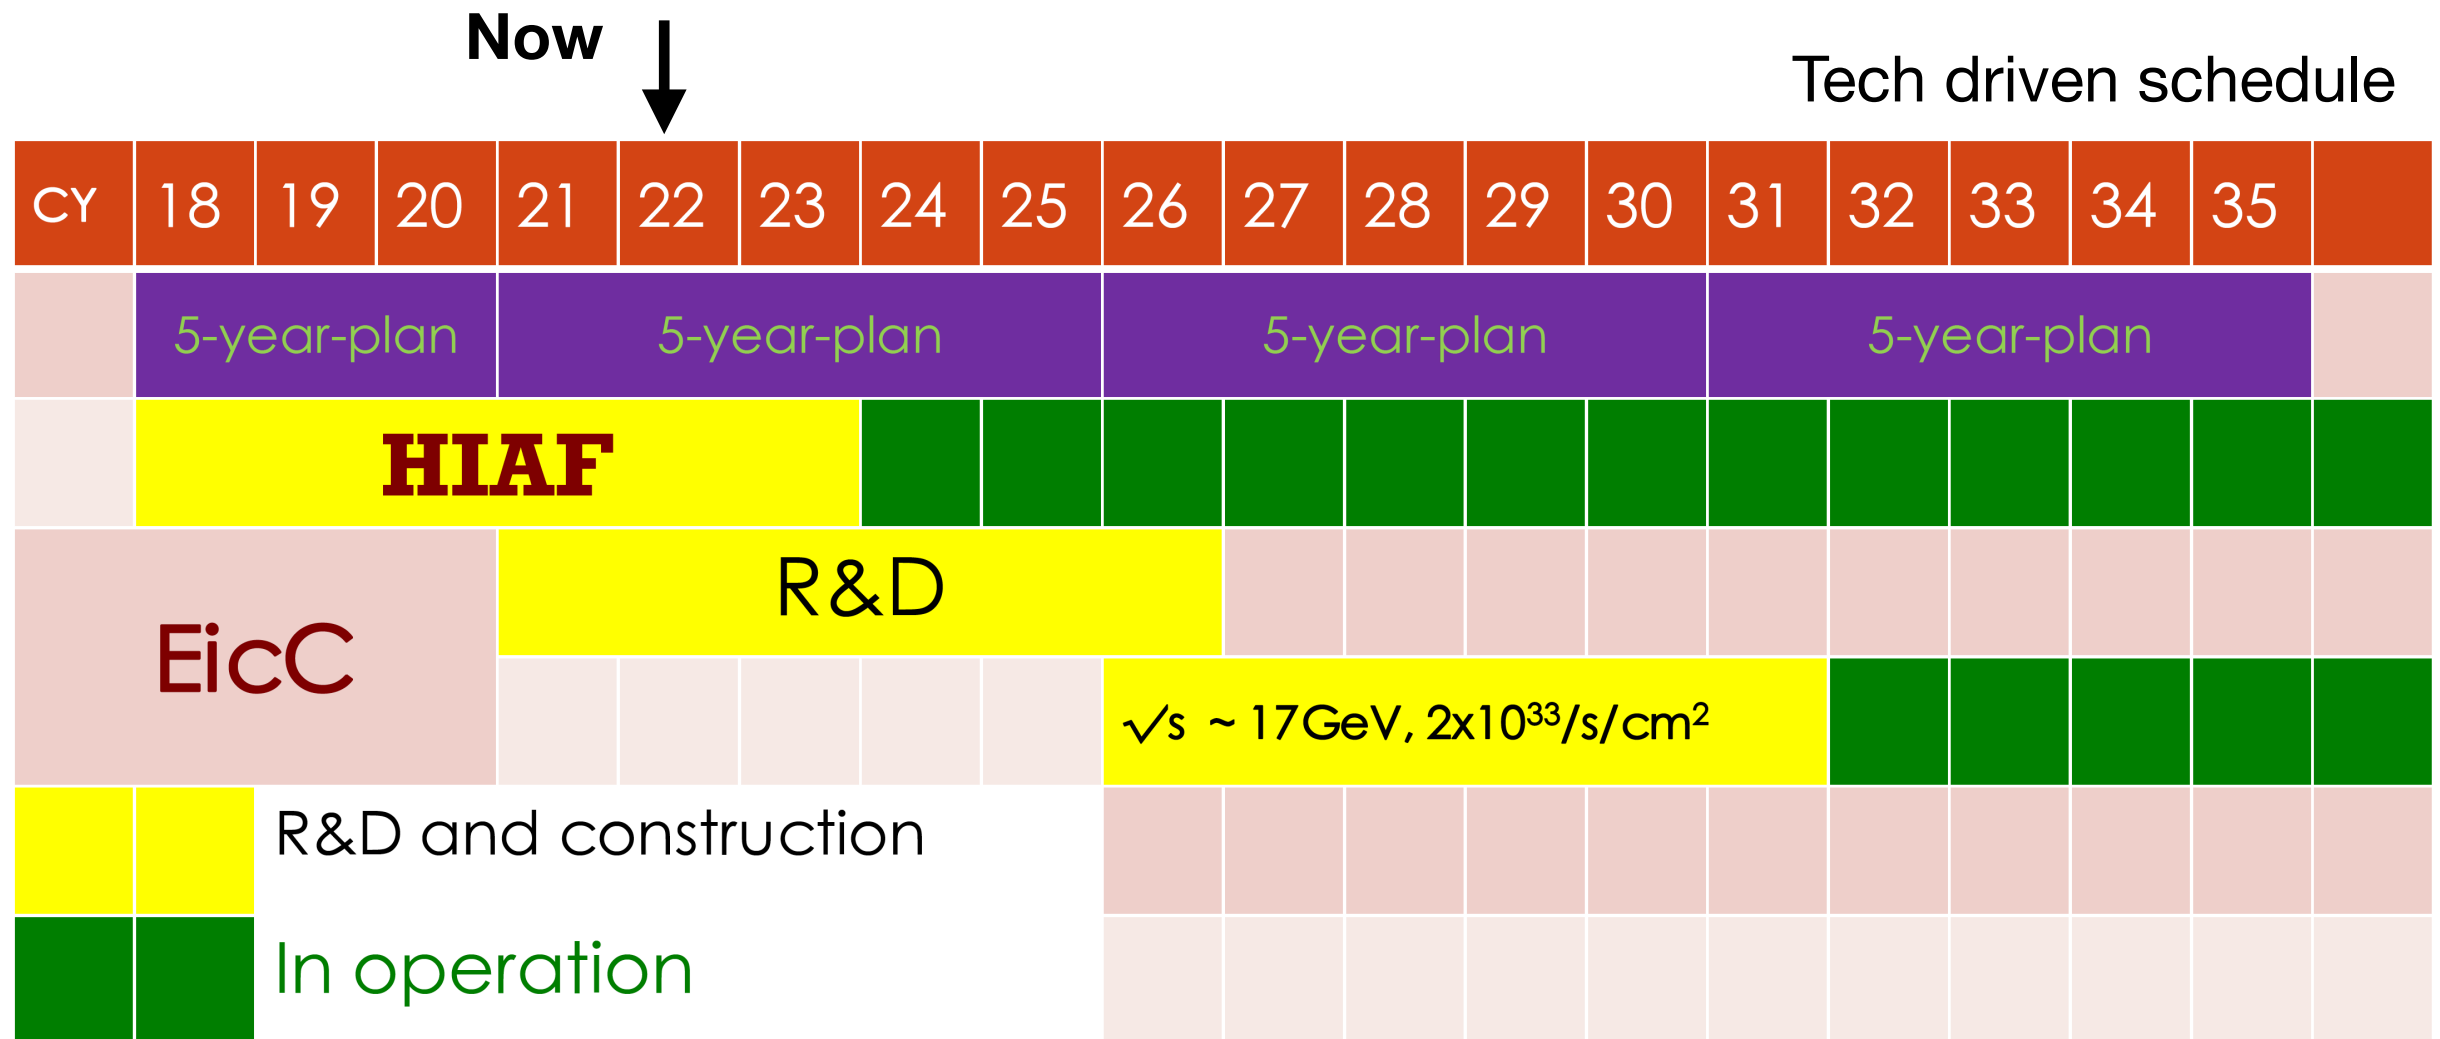 Now
Tech driven schedule
CY 18 19 20 21 22 23 24 25 26 27 28 29 30 31 32 33 34 35
5-year-plan 5-year-plan 5-year-plan 5-year-plan
HIAF
R&D
EicC
√s ~ 17GeV, 2x10³³/s/cm²
R&D and construction
In operation